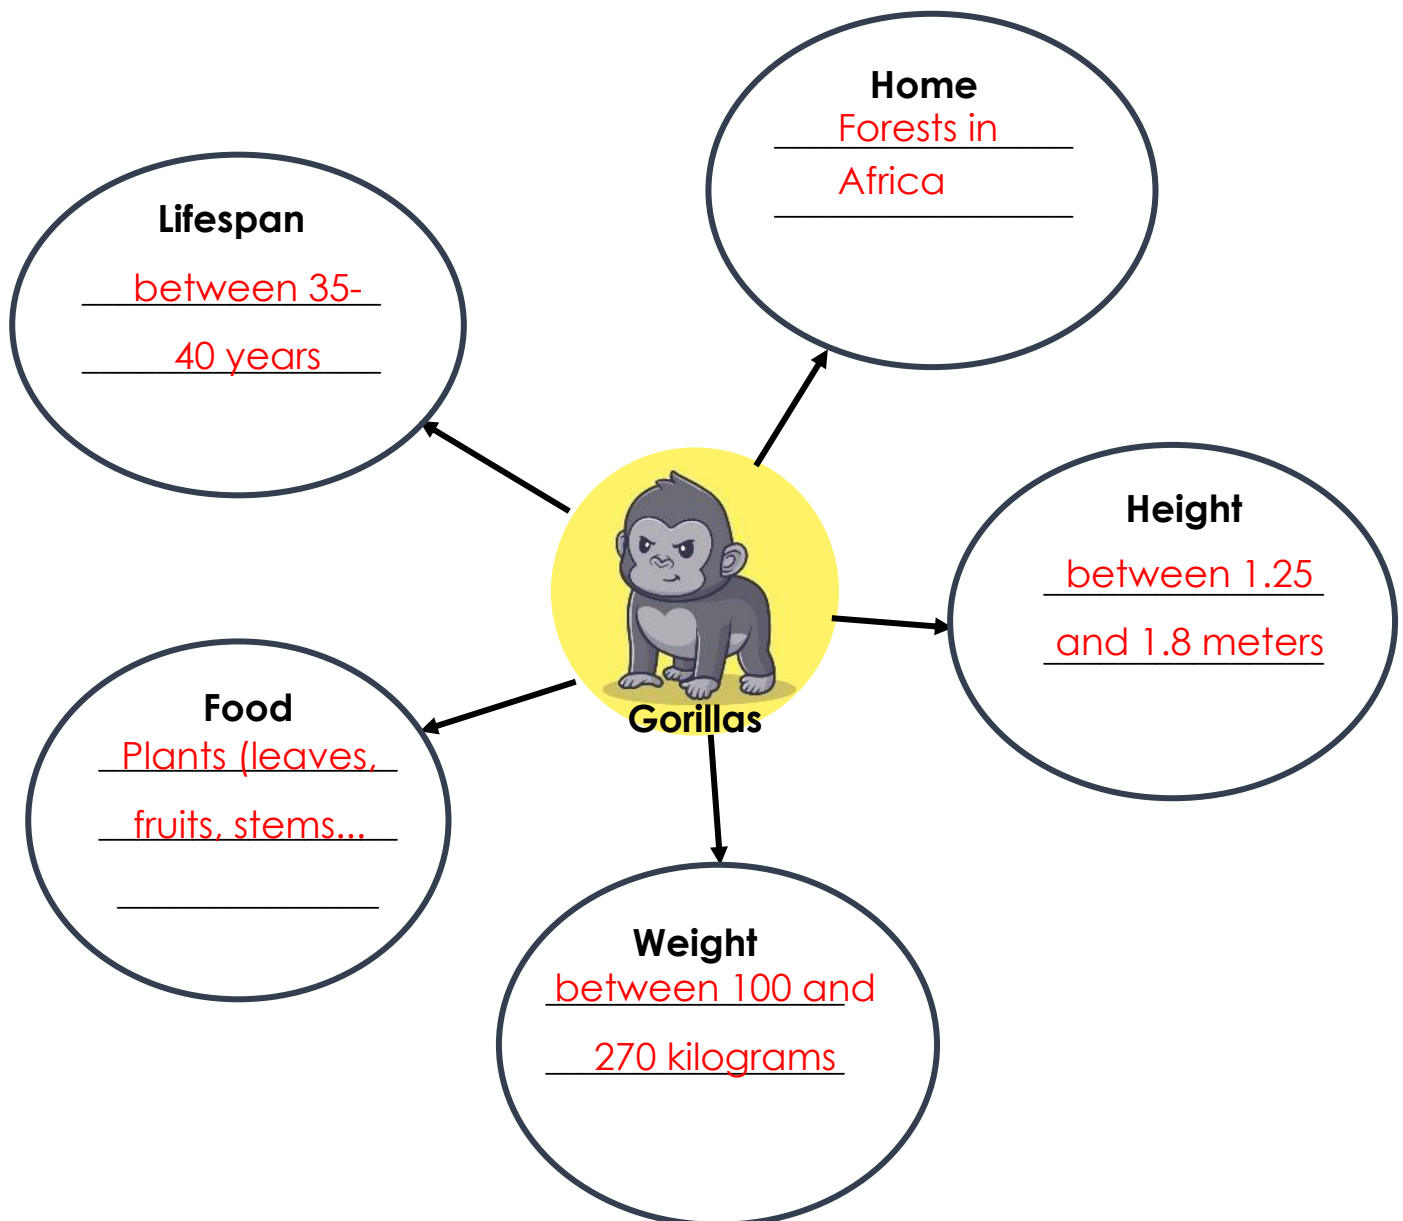 Home
Forests in
Africa
Lifespan
between 35-
40 years
Height
between 1.25
and 1.8 meters
Gorillas
Food
Plants (leaves,
fruits, stems...
Weight
between 100 and
270 kilograms